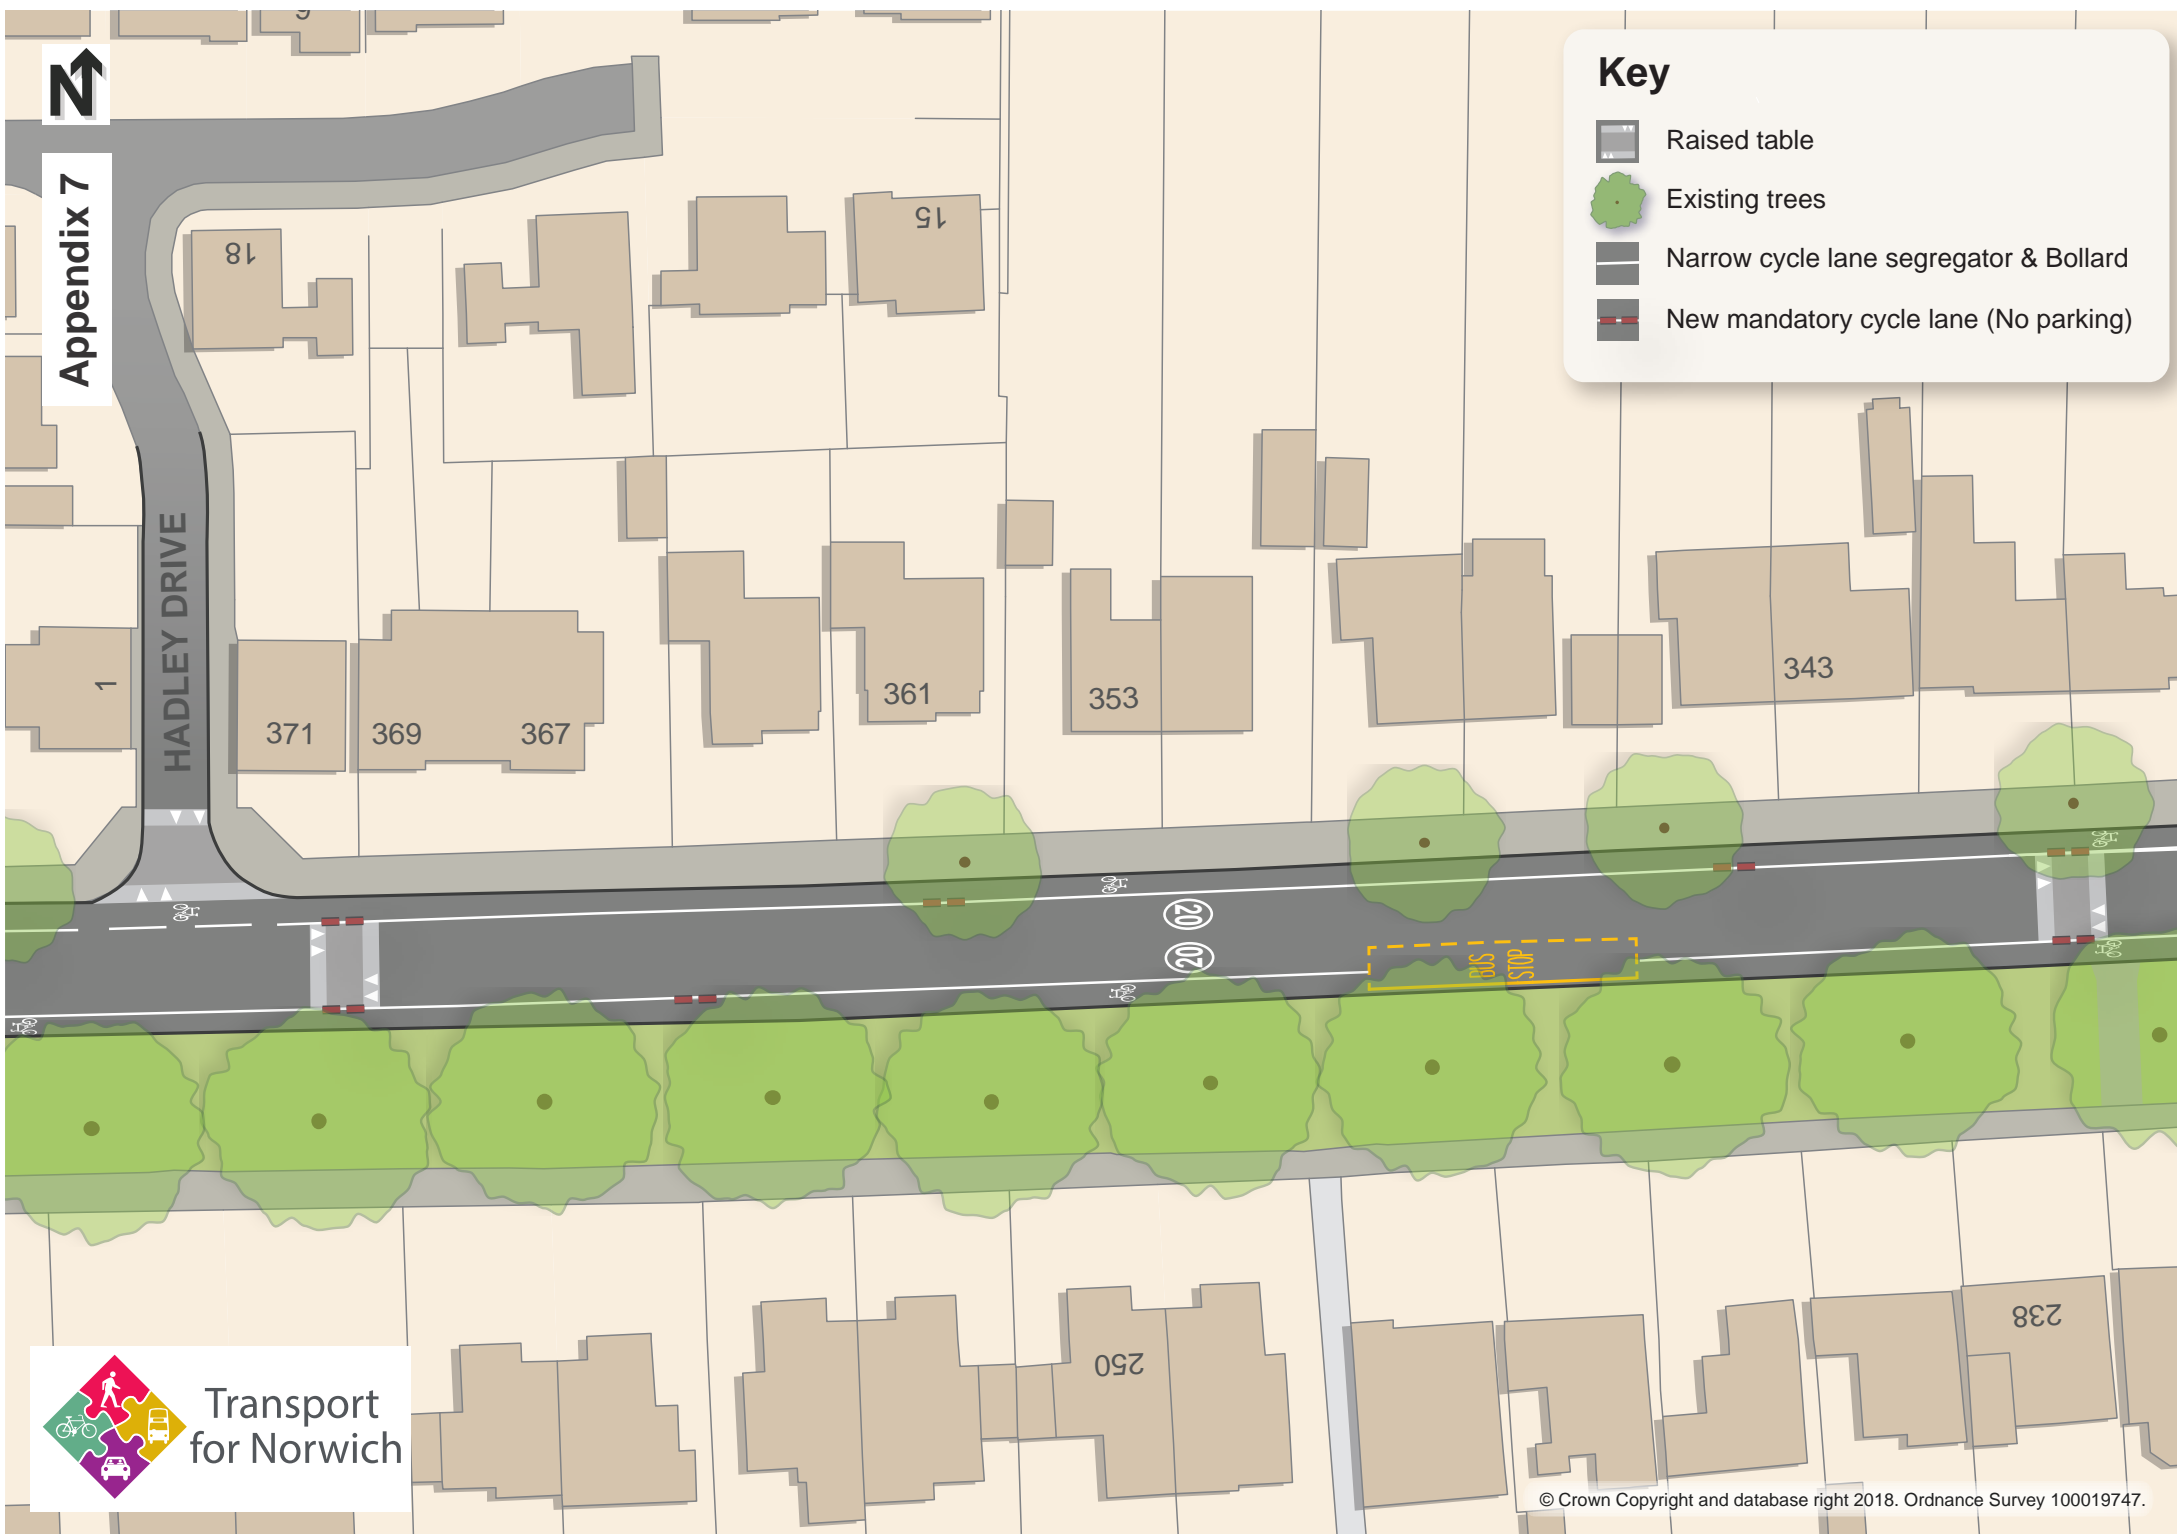 N
Appendix 7
Key
Raised table
Existing trees
Narrow cycle lane segregator & Bollard
New mandatory cycle lane (No parking)
18
15
HADLEY DRIVE
1
371
369
367
361
353
343
20
20
BUS
STOP
250
238
Transport
for Norwich
© Crown Copyright and database right 2018. Ordnance Survey 100019747.